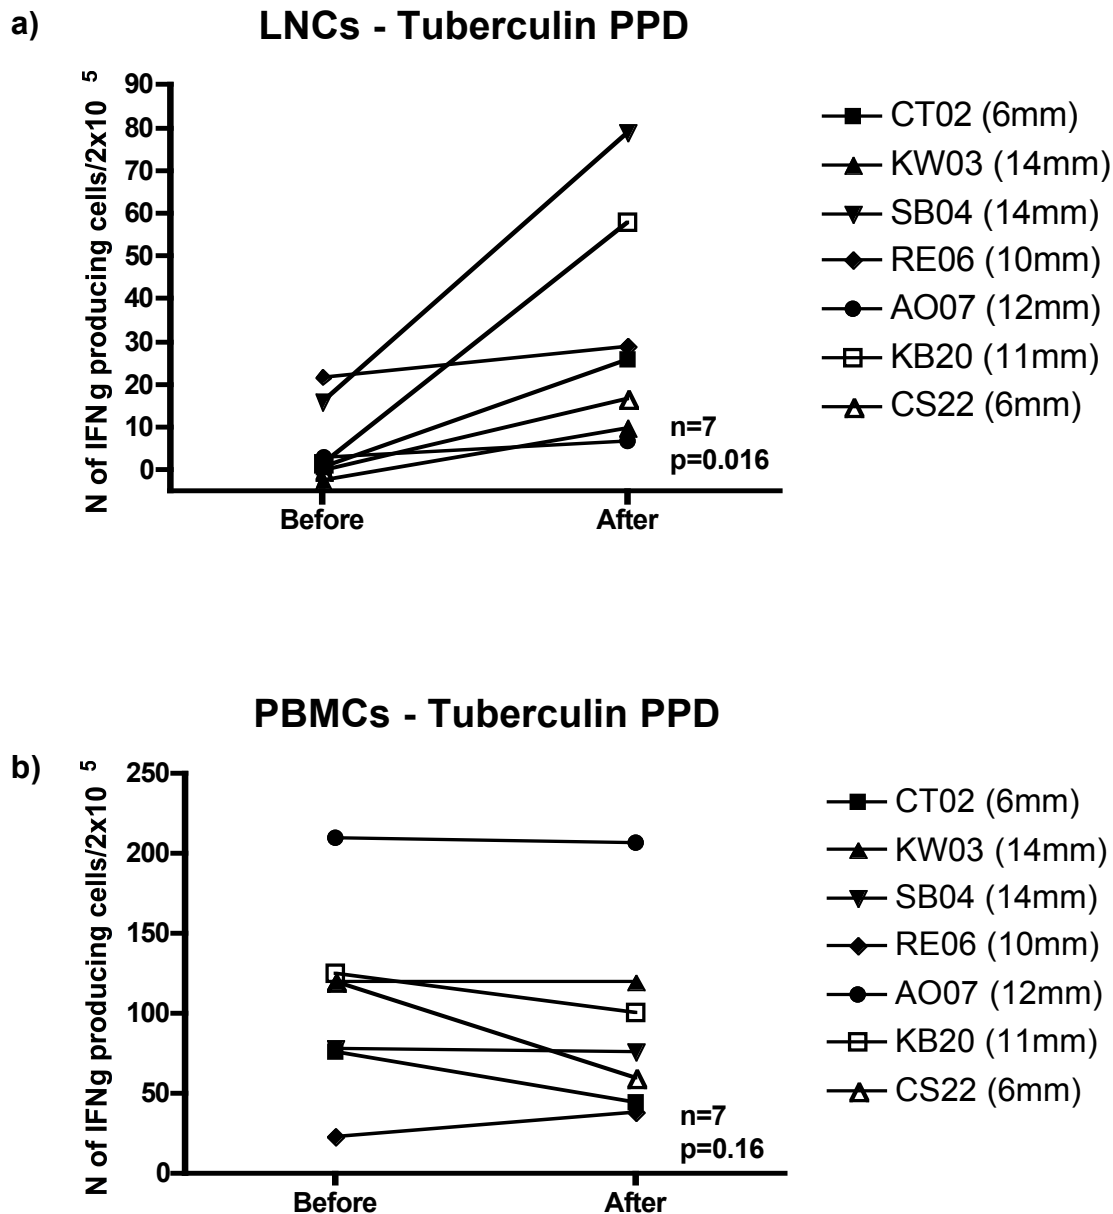 a)
LNCs - Tuberculin PPD
N of IFNg producing cells/2x10 5
90
80
70
60
50
40
30
20
10
0
Before
After
n=7
p=0.016
CT02 (6mm)
KW03 (14mm)
SB04 (14mm)
RE06 (10mm)
AO07 (12mm)
KB20 (11mm)
CS22 (6mm)
PBMCs - Tuberculin PPD
b)
N of IFNg producing cells/2x10 5
250
200
150
100
50
0
Before
After
n=7
p=0.16
CT02 (6mm)
KW03 (14mm)
SB04 (14mm)
RE06 (10mm)
AO07 (12mm)
KB20 (11mm)
CS22 (6mm)